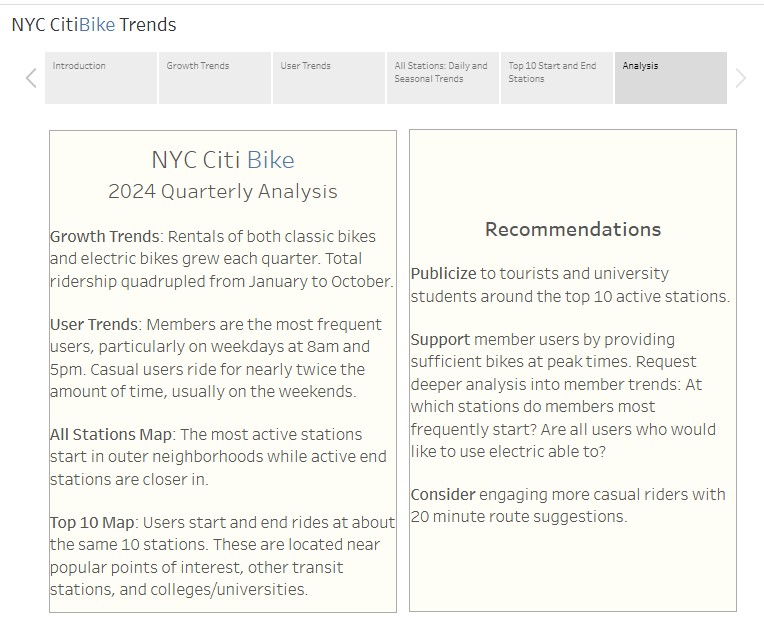 NYC CitiBike Trends
Introduction
Growth Trends
User Trends
All Stations: Daily and
Seasonal Trends
Top 10 Start and End
Stations
Analysis
NYC Citi Bike
2024 Quarterly Analysis
Growth Trends: Rentals of both classic bikes
and electric bikes grew each quarter. Total
ridership quadrupled from January to October.
User Trends: Members are the most frequent
users, particularly on weekdays at 8am and
5pm. Casual users ride for nearly twice the
amount of time, usually on the weekends.
All Stations Map: The most active stations
start in outer neighborhoods while active end
stations are closer in.
Top 10 Map: Users start and end rides at about
the same 10 stations. These are located near
popular points of interest, other transit
stations, and colleges/universities.
Recommendations
Publicize to tourists and university
students around the top 10 active stations.
Support member users by providing
sufficient bikes at peak times. Request
deeper analysis into member trends: At
which stations do members most
frequently start? Are all users who would
like to use electric able to?
Consider engaging more casual riders with
20 minute route suggestions.